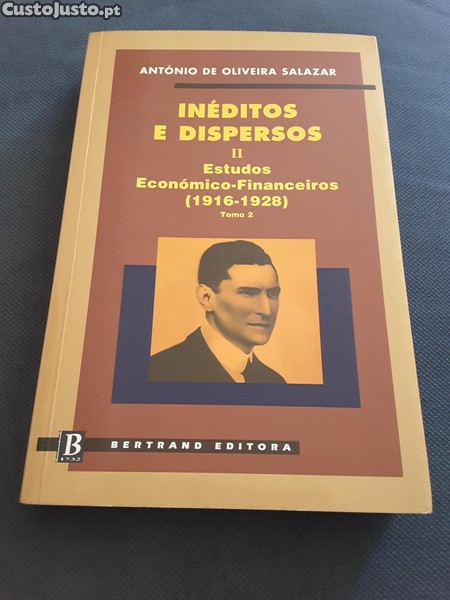 CustoJusto.pt
ANTÓNIO DE OLIVEIRA SALAZAR
INÉDITOS
E DISPERSOS
II
Estudos
Económico-Financeiros
(1916-1928)
Tomo 2
B
1732
BERTRAND EDITORA